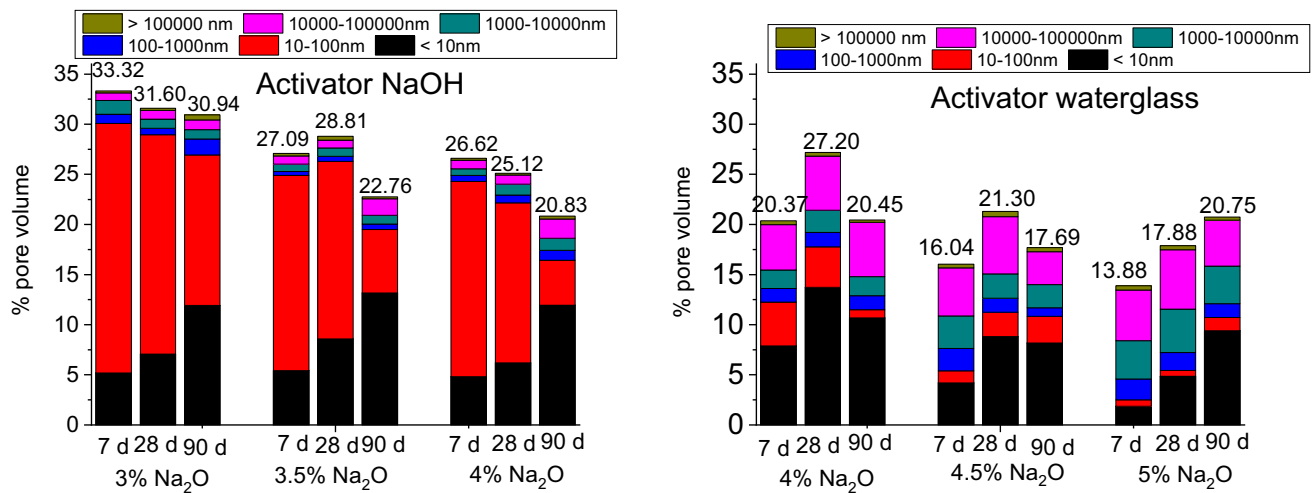 > 100000 nm 10000-100000nm 1000-10000nm
100-1000nm 10-100nm < 10nm
Activator NaOH
% pore volume
35
30
25
20
15
10
5
0
33.32 31.60 30.94
27.09 28.81 22.76
26.62 25.12 20.83
7 d 28 d 90 d 7 d 28 d 90 d 7 d 28 d 90 d
3% Na₂O 3.5% Na₂O 4% Na₂O
> 100000 nm 10000-100000nm 1000-10000nm
100-1000nm 10-100nm < 10nm
Activator waterglass
% pore volume
35
30
25
20
15
10
5
0
20.37 27.20 20.45
16.04 21.30 17.69
13.88 17.88 20.75
7 d 28 d 90 d 7 d 28 d 90 d 7 d 28 d 90 d
4% Na₂O 4.5% Na₂O 5% Na₂O